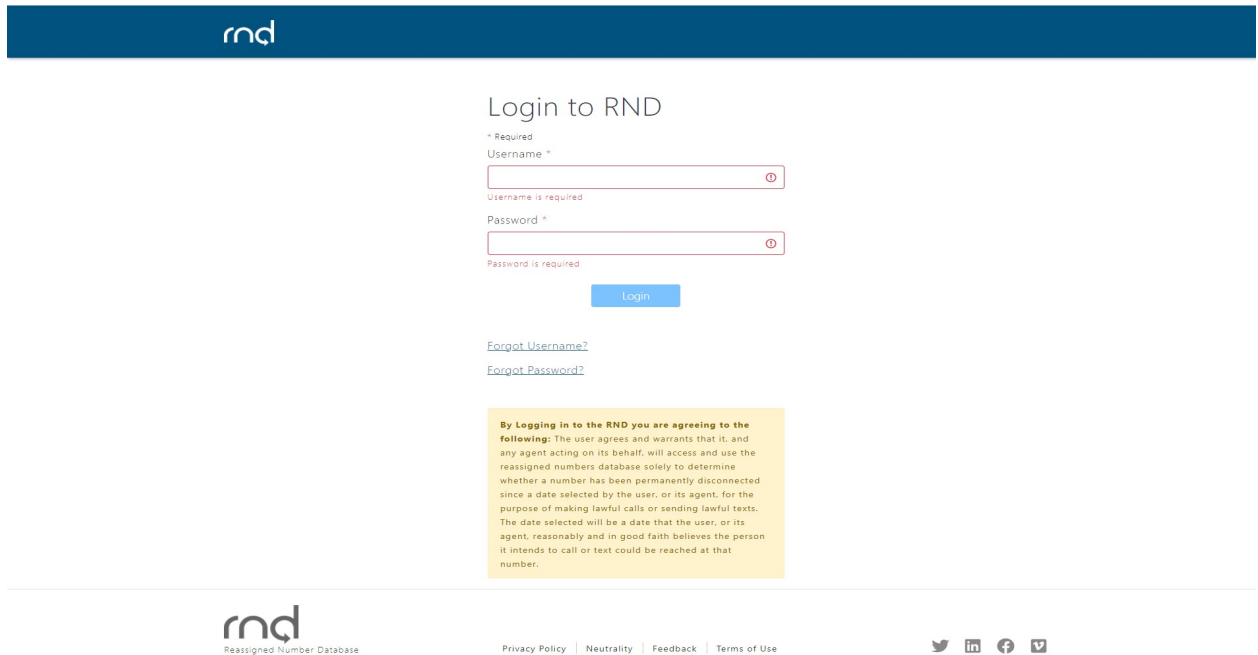 rnd
Login to RND
* Required
Username *
Username is required
Password *
Password is required
Login
Forgot Username?
Forgot Password?
By Logging in to the RND you are agreeing to the
following: The user agrees and warrants that it, and
any agent acting on its behalf, will access and use the
reassigned numbers database solely to determine
whether a number has been permanently disconnected
since a date selected by the user, or its agent, for the
purpose of making lawful calls or sending lawful texts.
The date selected will be a date that the user, or its
agent, reasonably and in good faith believes the person
it intends to call or text could be reached at that
number.
rnd
Reassigned Number Database
Privacy Policy | Neutrality | Feedback | Terms of Use